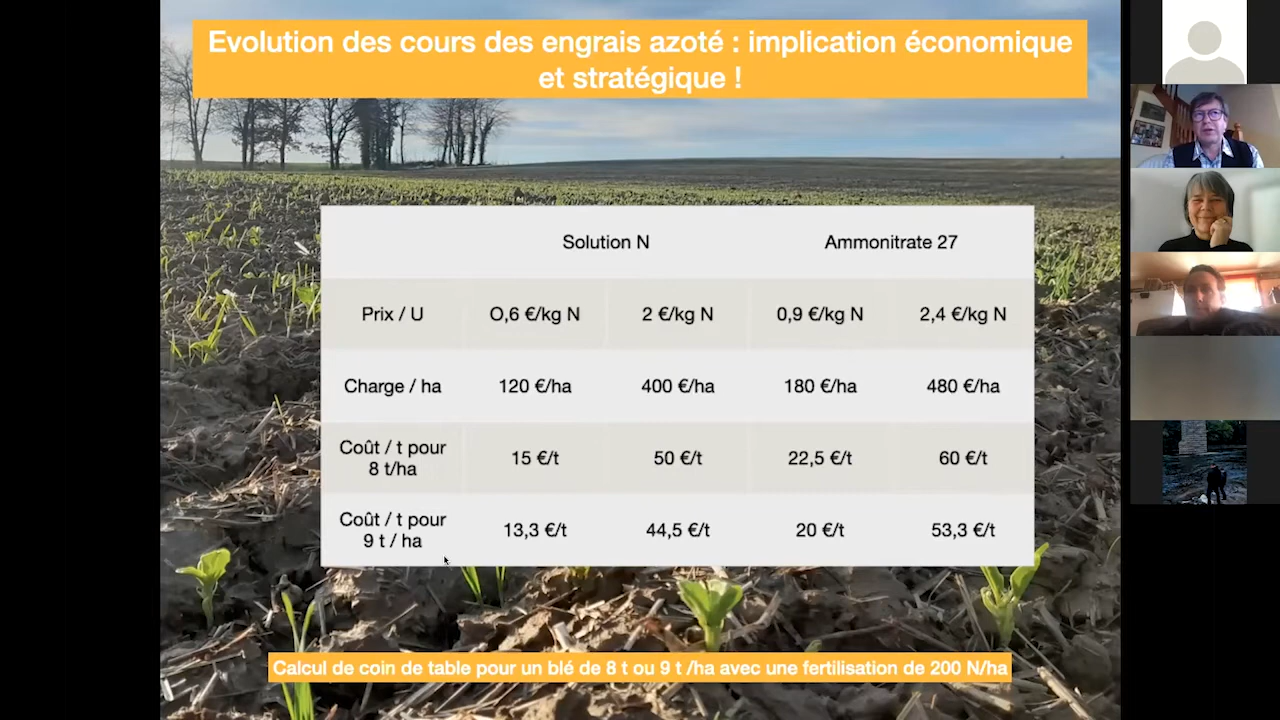 Evolution des cours des engrais azoté : implication économique
et stratégique !
Solution N Ammonitrate 27
Prix / U O,6 €/kg N 2 €/kg N 0,9 €/kg N 2,4 €/kg N
Charge / ha 120 €/ha 400 €/ha 180 €/ha 480 €/ha
Coût / t pour
8 t/ha 15 €/t 50 €/t 22,5 €/t 60 €/t
Coût / t pour
9 t / ha 13,3 €/t 44,5 €/t 20 €/t 53,3 €/t
Calcul de coin de table pour un blé de 8 t ou 9 t /ha avec une fertilisation de 200 N/ha